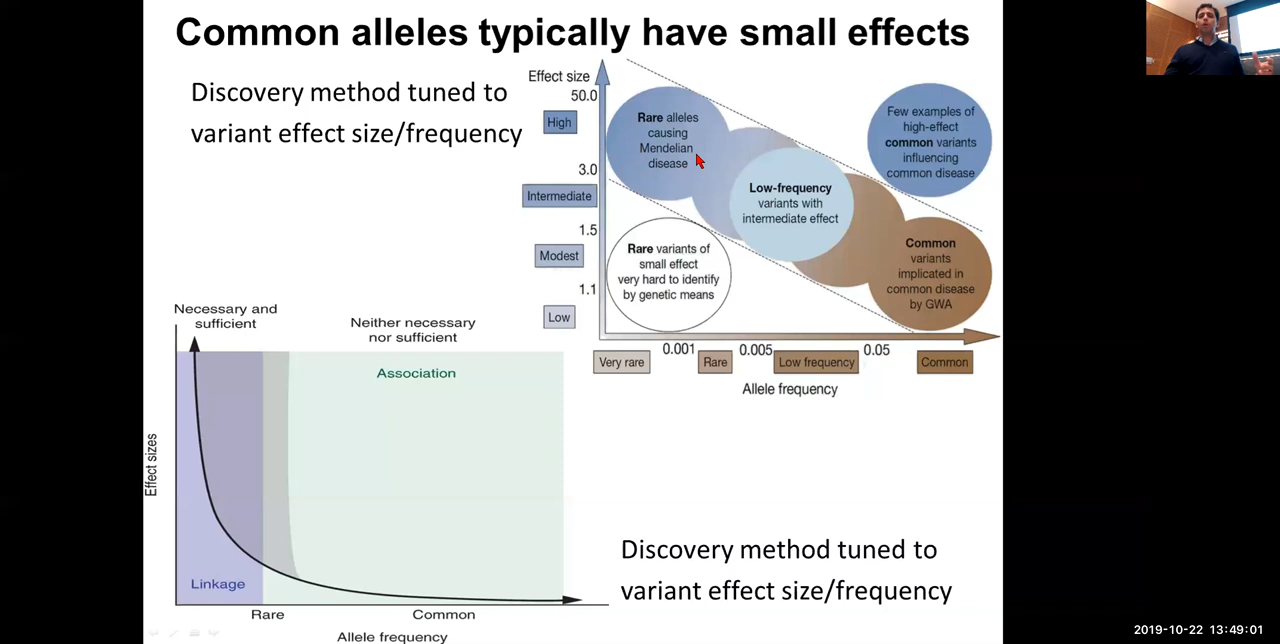 Common alleles typically have small effects
Discovery method tuned to
variant effect size/frequency
Effect size
50.0
High
3.0
Intermediate
1.5
Modest
1.1
Low
Rare alleles
causing
Mendelian
disease
Few examples of
high-effect
common variants
influencing
common disease
Low-frequency
variants with
intermediate effect
Rare variants of
small effect
very hard to identify
by genetic means
Common
variants
implicated in
common disease
by GWA
0.001
0.005
0.05
Very rare
Rare
Low frequency
Common
Allele frequency
Necessary and
sufficient
Neither necessary
nor sufficient
Association
Effect sizes
Linkage
Rare
Common
Allele frequency
Discovery method tuned to
variant effect size/frequency
2019-10-22 13:49:01